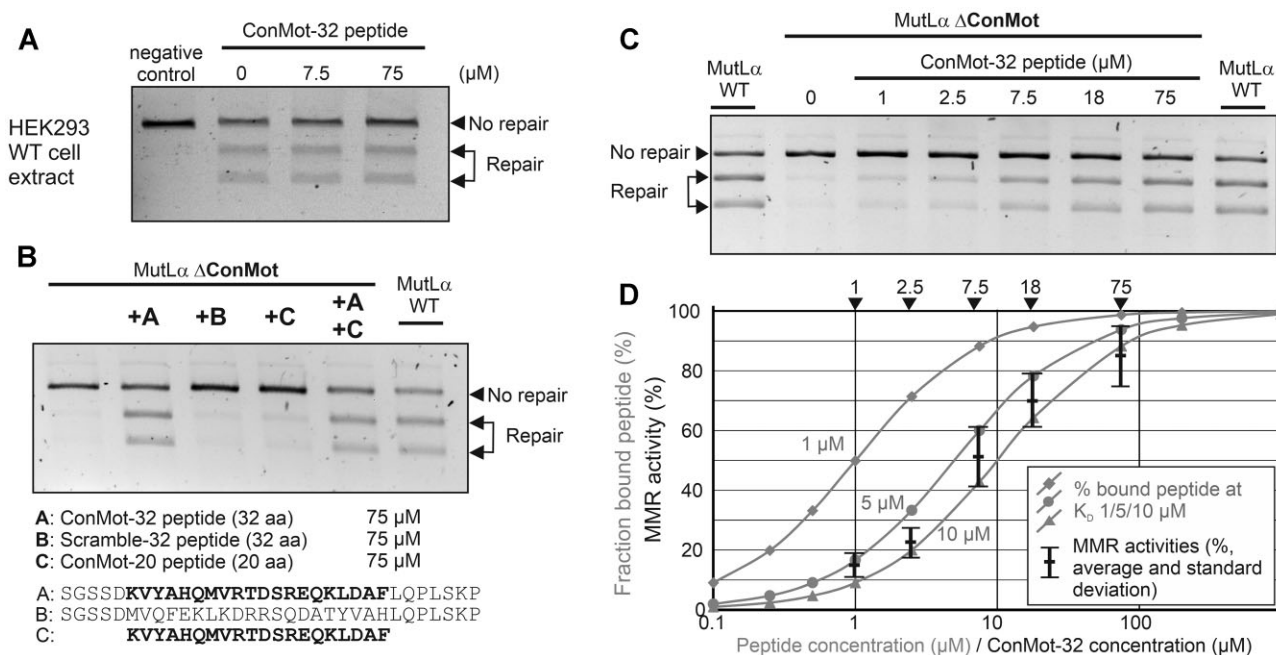 A
ConMot-32 peptide
negative
control
0 7.5 75 (µM)
HEK293
WT cell
extract
No repair
Repair
B
MutLα ΔConMot
MutLα
WT
+A +B +C +A
+C
No repair
Repair
A: ConMot-32 peptide (32 aa) 75 µM
B: Scramble-32 peptide (32 aa) 75 µM
C: ConMot-20 peptide (20 aa) 75 µM
A: SGSSDKVYAHQMVRTDSREQKLDAFLQPLSKP
B: SGSSDMVQFEKLKDRRSQDATYVAHLQPLSKP
C: KVYAHQMVRTDSREQKLDAF
C
MutLα ΔConMot
MutLα
WT
ConMot-32 peptide (µM)
0 1 2.5 7.5 18 75
MutLα
WT
No repair
Repair
D
1 2.5 7.5 18 75
Fraction bound peptide (%)
MMR activity (%)
100
90
80
70
60
50
40
30
20
10
0
0.1 1 10 100
1 µM
5 µM
10 µM
% bound peptide at
KD 1/5/10 µM
MMR activities (%,
average and standard
deviation)
Peptide concentration (µM) / ConMot-32 concentration (µM)